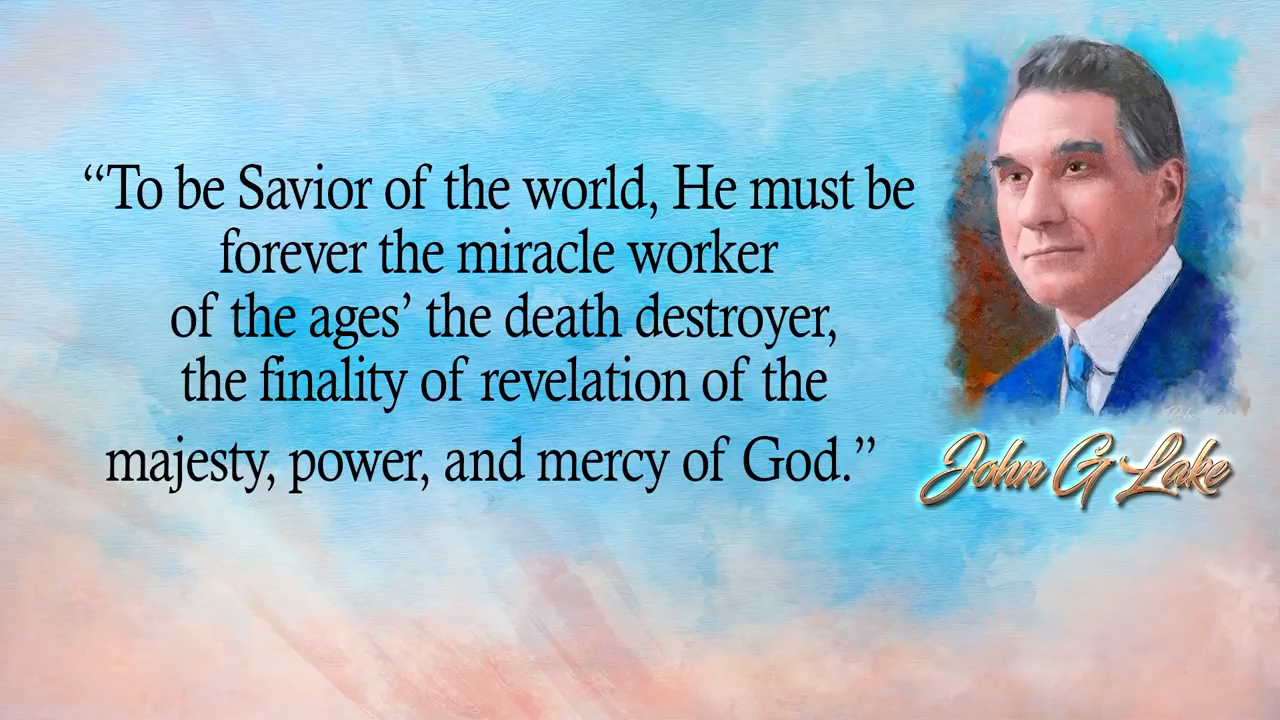 “To be Savior of the world, He must be
forever the miracle worker
of the ages’ the death destroyer,
the finality of revelation of the
majesty, power, and mercy of God.”
John G Lake